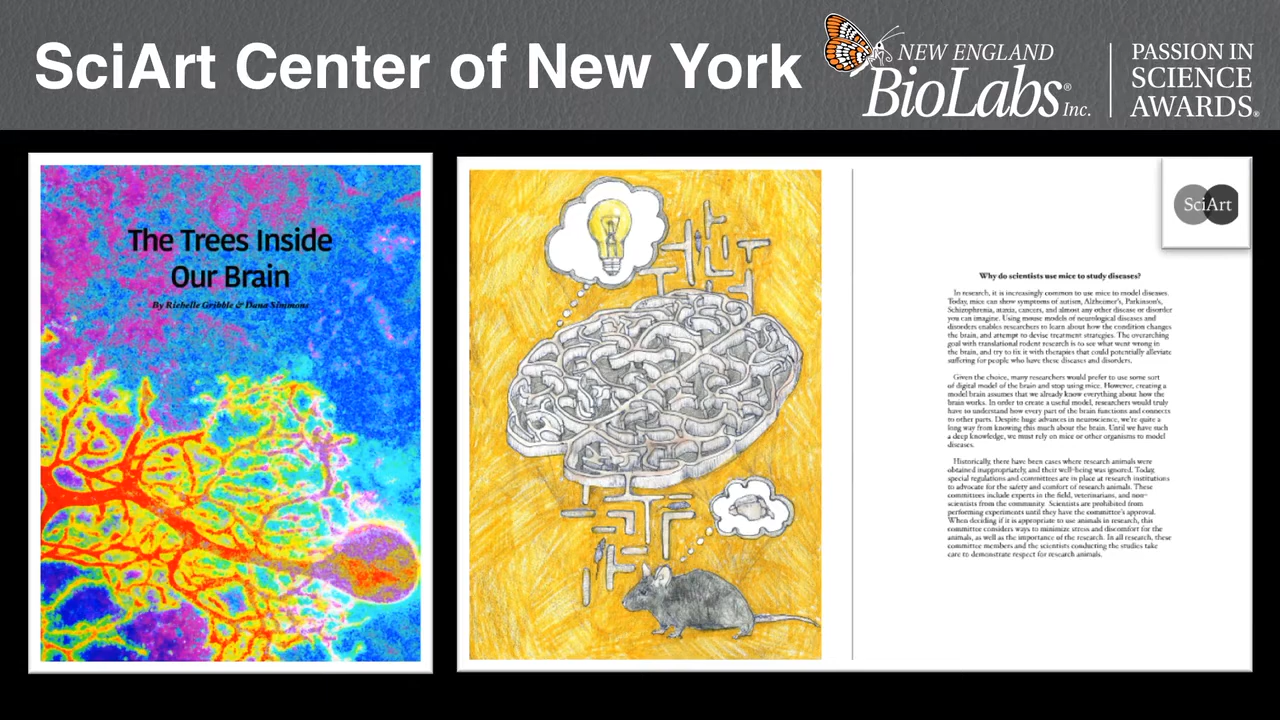 SciArt Center of New York
NEW ENGLAND
BioLabs® Inc.
PASSION IN
SCIENCE
AWARDS®
The Trees Inside
Our Brain
By Richelle Gribble & Dana Simmons
SciArt
Why do scientists use mice to study diseases?
In research, it is increasingly common to use mice to model diseases.
Today, mice can show symptoms of autism, Alzheimer's, Parkinson's,
Schizophrenia, ataxia, cancers, and almost any other disease or disorder
you can imagine. Using mouse models of neurological diseases and
disorders enables researchers to learn about how the condition changes
the brain, and attempt to devise treatment strategies. The overarching
goal with translational rodent research is to see what went wrong in
the brain, and try to fix it with therapies that could potentially alleviate
suffering for people who have these diseases and disorders.
Given the choice, many researchers would prefer to use some sort
of digital model of the brain and stop using mice. However, creating a
model brain assumes that we already know everything about how the
brain works. In order to create a useful model, researchers would truly
have to understand how every part of the brain functions and connects
to other parts. Despite huge advances in neuroscience, we're quite a
long way from knowing this much about the brain. Until we have such
a deep knowledge, we must rely on mice or other organisms to model
diseases.
Historically, there have been cases where research animals were
obtained inappropriately, and their well-being was ignored. Today,
special regulations and committees are in place at research institutions
to advocate for the safety and comfort of research animals. These
committees include experts in the field, veterinarians, and non-
scientists from the community. Scientists are prohibited from
performing experiments until they have the committee's approval.
When deciding if it is appropriate to use animals in research, this
committee considers ways to minimize stress and discomfort for the
animals, as well as the importance of the research. In all research, these
committee members and the scientists conducting the studies take
care to demonstrate respect for research animals.